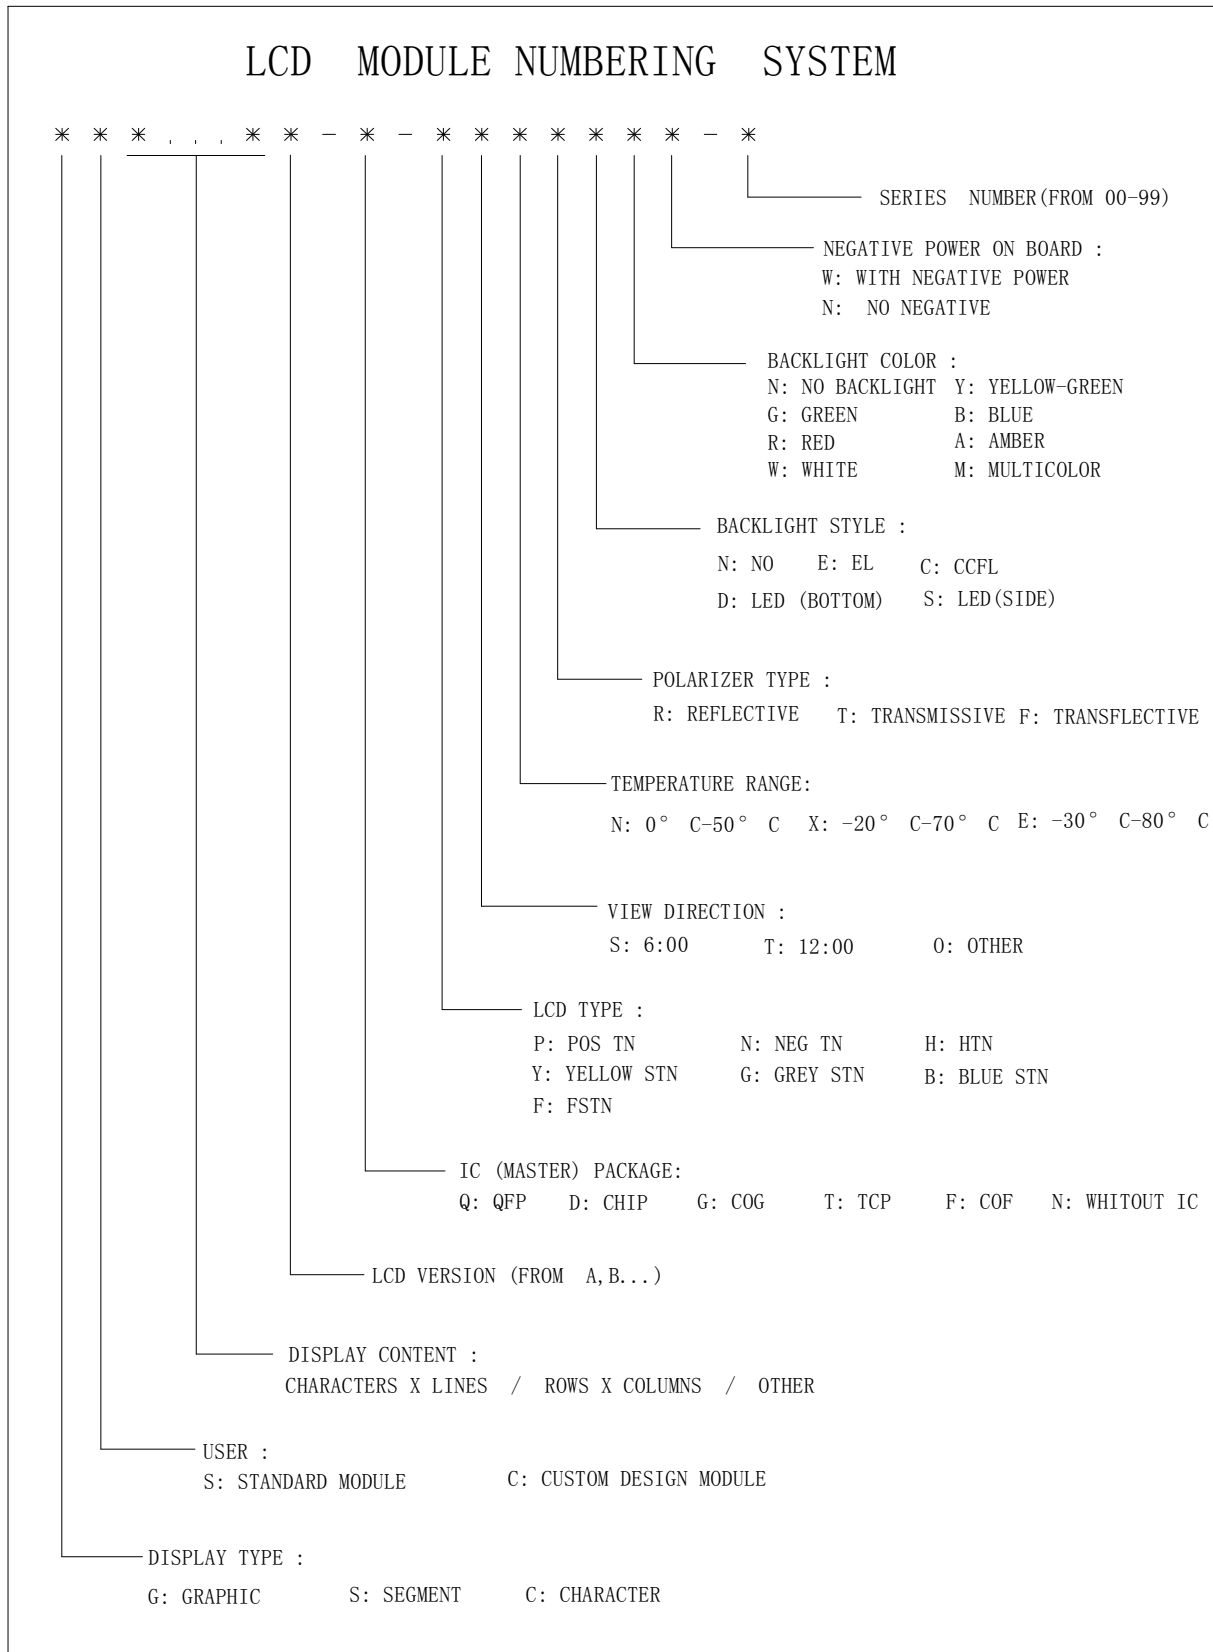 LCD MODULE NUMBERING SYSTEM
* * * . . . * * - * - * * * * * * * - *
SERIES NUMBER(FROM 00-99)
NEGATIVE POWER ON BOARD :
W: WITH NEGATIVE POWER
N: NO NEGATIVE
BACKLIGHT COLOR :
N: NO BACKLIGHT Y: YELLOW-GREEN
G: GREEN B: BLUE
R: RED A: AMBER
W: WHITE M: MULTICOLOR
BACKLIGHT STYLE :
N: NO E: EL C: CCFL
D: LED (BOTTOM) S: LED(SIDE)
POLARIZER TYPE :
R: REFLECTIVE T: TRANSMISSIVE F: TRANSFLECTIVE
TEMPERATURE RANGE:
N: 0° C-50° C X: -20° C-70° C E: -30° C-80° C
VIEW DIRECTION :
S: 6:00 T: 12:00 O: OTHER
LCD TYPE :
P: POS TN N: NEG TN H: HTN
Y: YELLOW STN G: GREY STN B: BLUE STN
F: FSTN
IC (MASTER) PACKAGE:
Q: QFP D: CHIP G: COG T: TCP F: COF N: WHITOUT IC
LCD VERSION (FROM A,B...)
DISPLAY CONTENT :
CHARACTERS X LINES / ROWS X COLUMNS / OTHER
USER :
S: STANDARD MODULE C: CUSTOM DESIGN MODULE
DISPLAY TYPE :
G: GRAPHIC S: SEGMENT C: CHARACTER